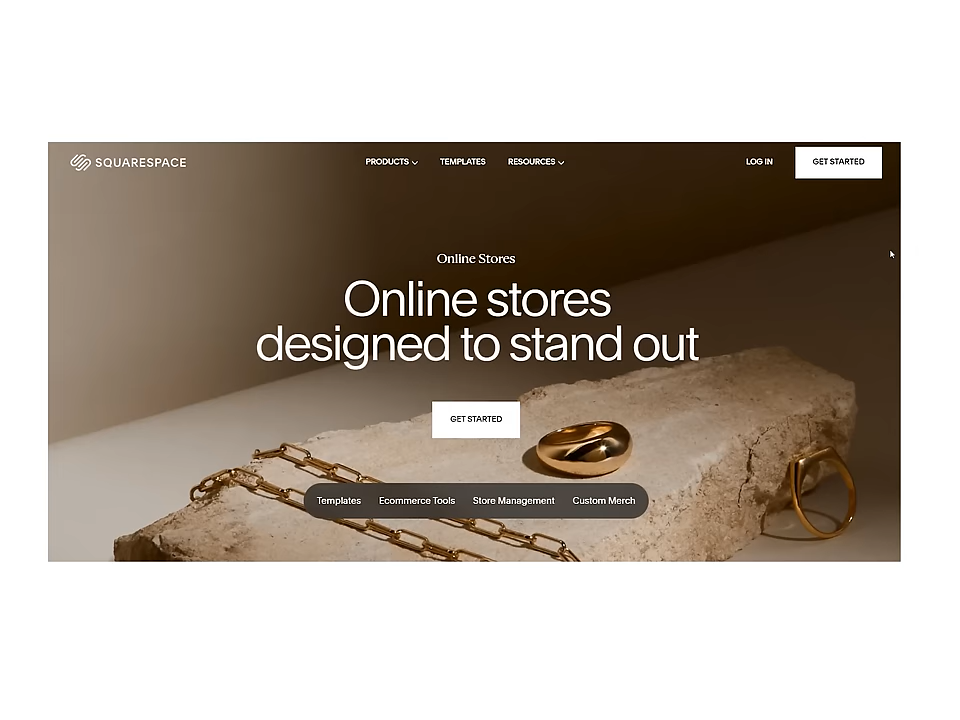 SQUARESPACE
PRODUCTS
TEMPLATES
RESOURCES
LOG IN
GET STARTED
Online Stores
Online stores
designed to stand out
GET STARTED
Templates
Ecommerce Tools
Store Management
Custom Merch